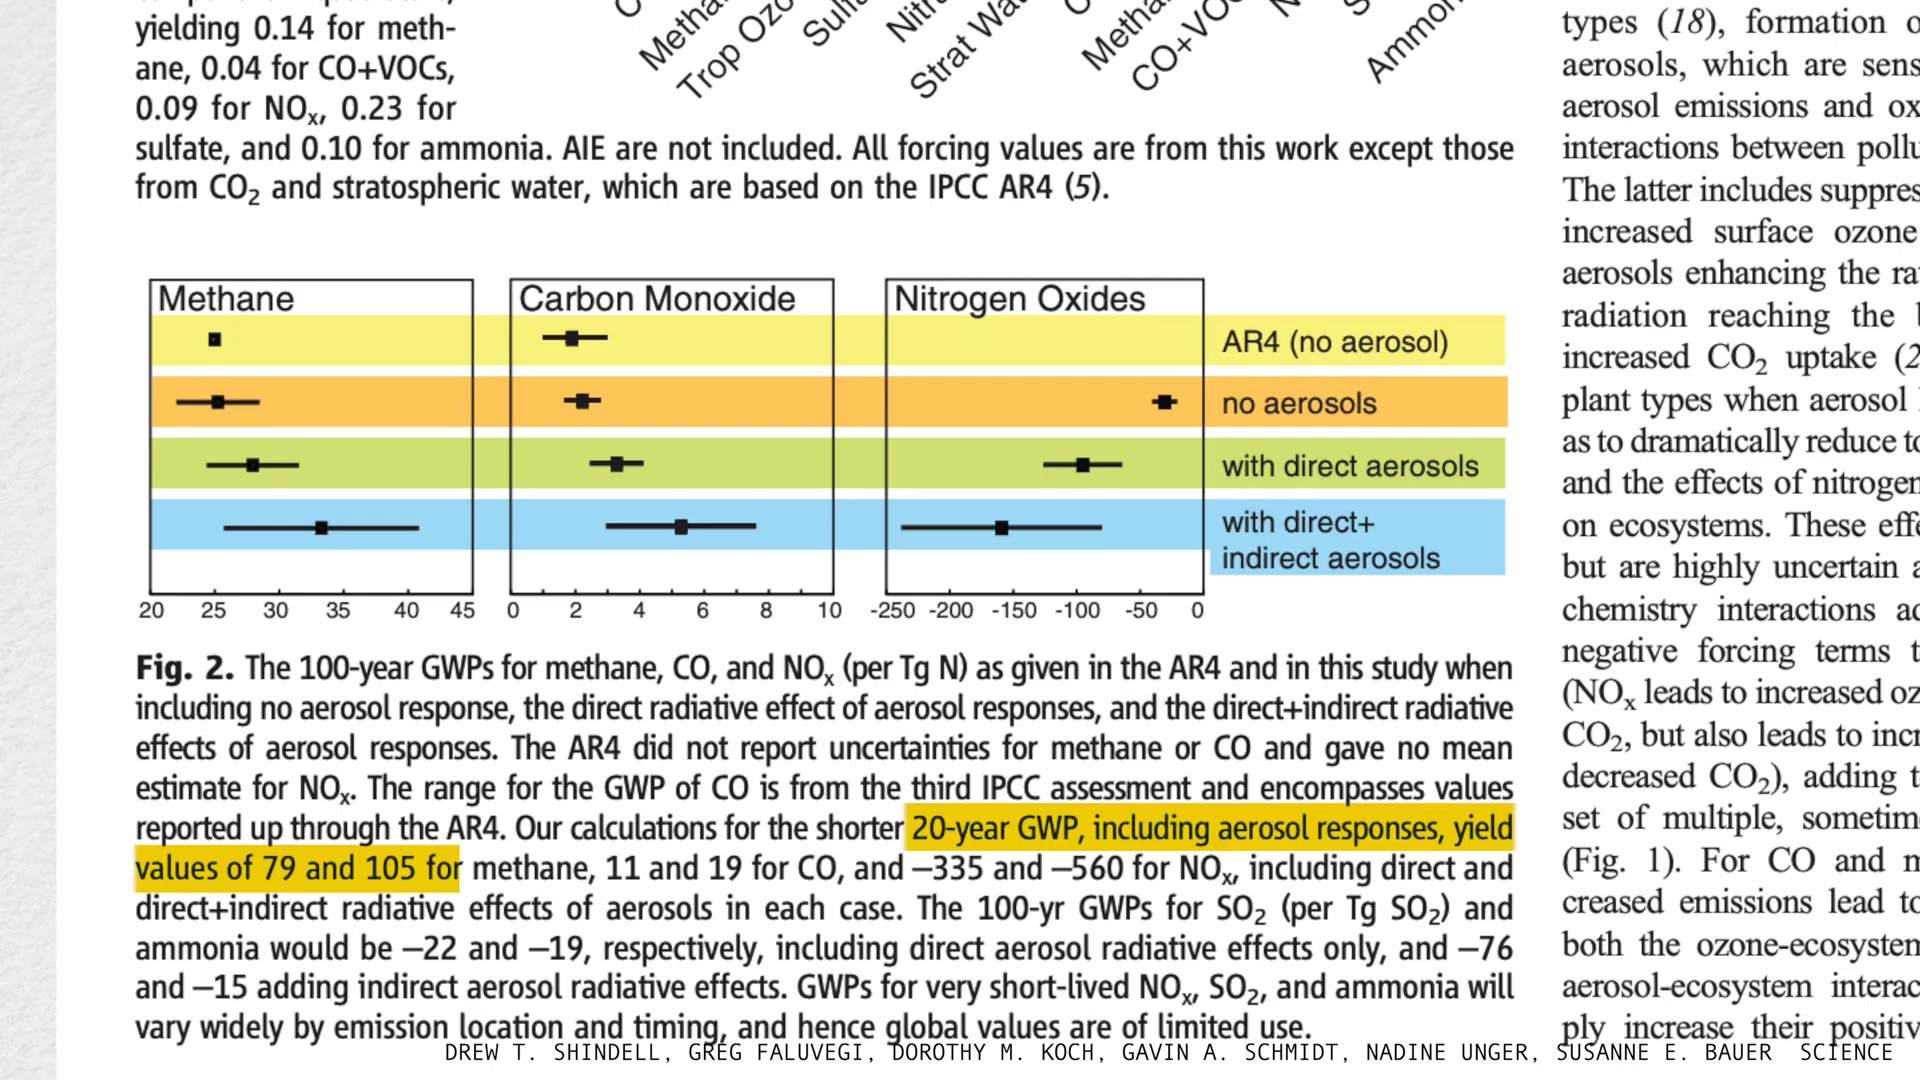 yielding 0.14 for meth-
ane, 0.04 for CO+VOCs,
0.09 for NOx, 0.23 for
sulfate, and 0.10 for ammonia. AIE are not included. All forcing values are from this work except those
from CO2 and stratospheric water, which are based on the IPCC AR4 (5).
Methane
Carbon Monoxide
Nitrogen Oxides
AR4 (no aerosol)
no aerosols
with direct aerosols
with direct+
indirect aerosols
20 25 30 35 40 45
0 2 4 6 8 10
-250 -200 -150 -100 -50 0
Fig. 2. The 100-year GWPs for methane, CO, and NOx (per Tg N) as given in the AR4 and in this study when
including no aerosol response, the direct radiative effect of aerosol responses, and the direct+indirect radiative
effects of aerosol responses. The AR4 did not report uncertainties for methane or CO and gave no mean
estimate for NOx. The range for the GWP of CO is from the third IPCC assessment and encompasses values
reported up through the AR4. Our calculations for the shorter 20-year GWP, including aerosol responses, yield
values of 79 and 105 for methane, 11 and 19 for CO, and −335 and −560 for NOx, including direct and
direct+indirect radiative effects of aerosols in each case. The 100-yr GWPs for SO2 (per Tg SO2) and
ammonia would be −22 and −19, respectively, including direct aerosol radiative effects only, and −76
and −15 adding indirect aerosol radiative effects. GWPs for very short-lived NOx, SO2, and ammonia will
vary widely by emission location and timing, and hence global values are of limited use.
types (18), formation
aerosols, which are
aerosol emissions and
interactions between
The latter includes
increased surface ozone
aerosols enhancing the
radiation reaching the
increased CO2 uptake
plant types when aerosol
as to dramatically reduce
and the effects of
on ecosystems. These
but are highly uncertain
chemistry interactions
negative forcing terms
(NOx leads to increased
CO2, but also leads to
decreased CO2), adding
set of multiple,
(Fig. 1). For CO and
creased emissions lead
both the
aerosol-ecosystem
ply increase their
DREW T. SHINDELL, GREG FALUVEGI, DOROTHY M. KOCH, GAVIN A. SCHMIDT, NADINE UNGER, SUSANNE E. BAUER SCIENCE